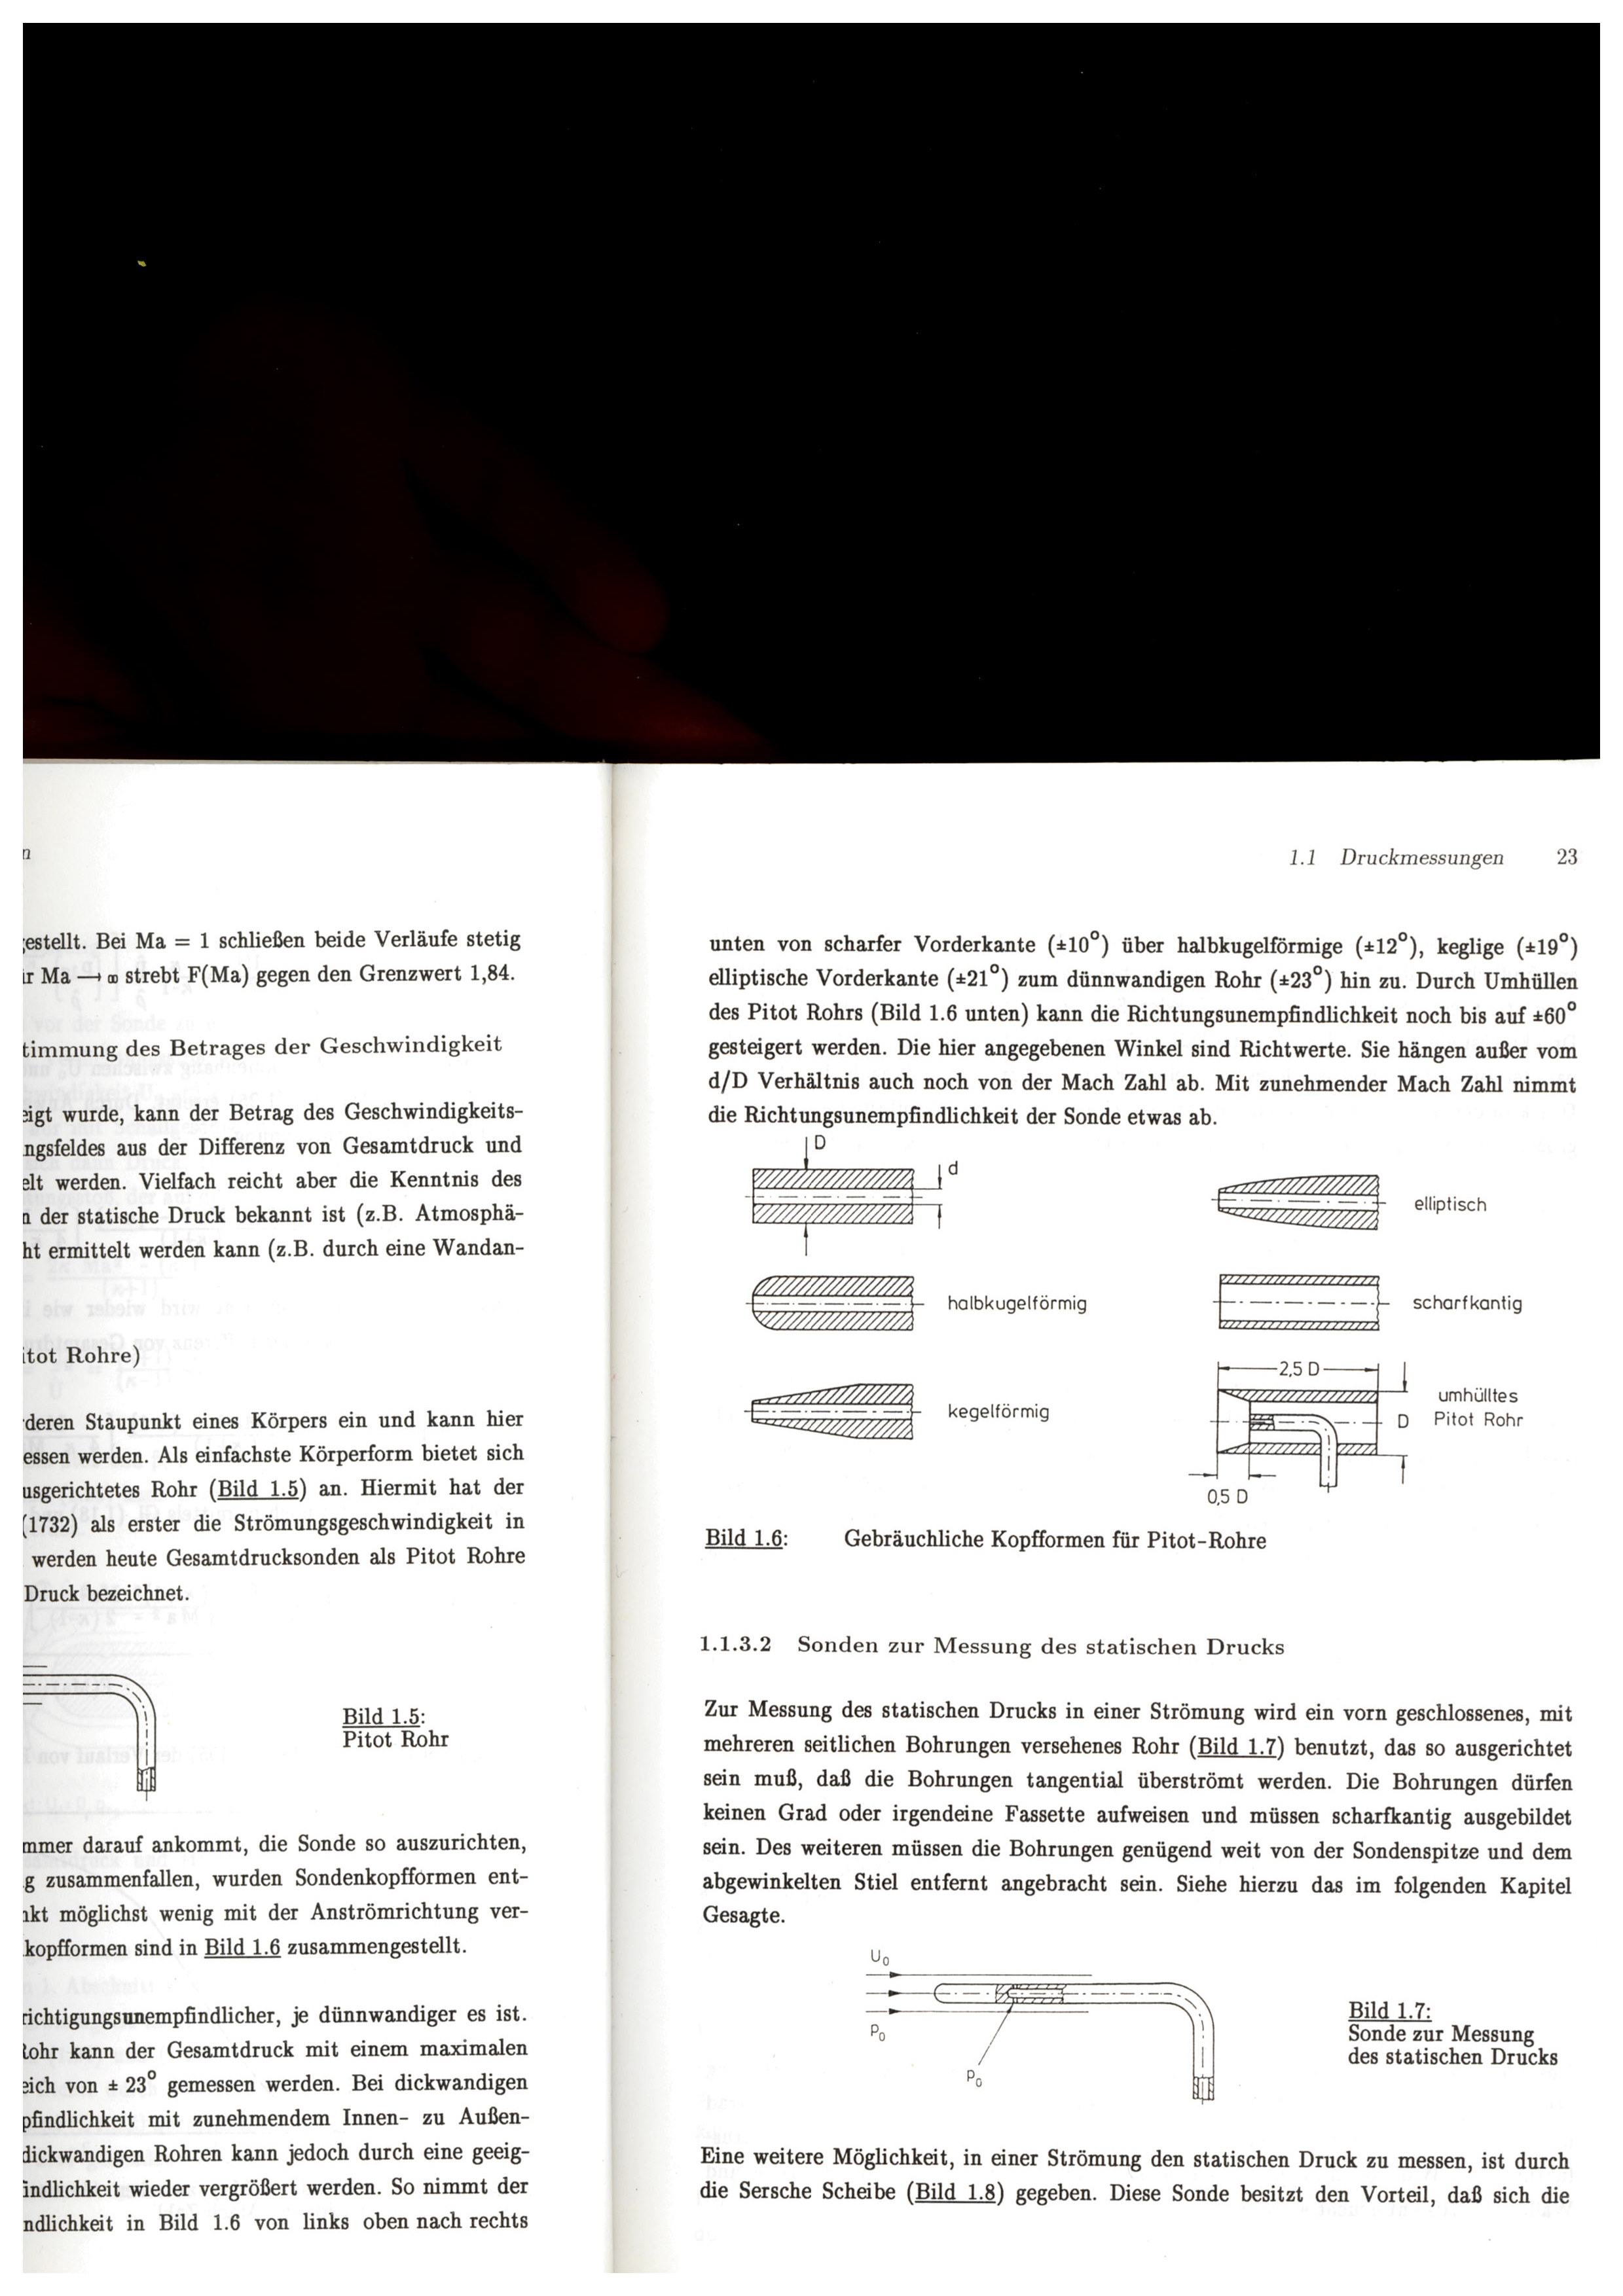 n
gestellt. Bei Ma = 1 schließen beide Verläufe stetig
Ma → ∞ strebt F(Ma) gegen den Grenzwert 1,84.
timmung des Betrages der Geschwindigkeit
eigt wurde, kann der Betrag des Geschwindigkeits-
ngsfeldes aus der Differenz von Gesamtdruck und
elt werden. Vielfach reicht aber die Kenntnis des
n der statische Druck bekannt ist (z.B. Atmosphä-
ht ermittelt werden kann (z.B. durch eine Wandan-
itot Rohre)
deren Staupunkt eines Körpers ein und kann hier
essen werden. Als einfachste Körperform bietet sich
usgerichtetes Rohr (Bild 1.5) an. Hiermit hat der
(1732) als erster die Strömungsgeschwindigkeit in
werden heute Gesamtdrucksonden als Pitot Rohre
Druck bezeichnet.
Bild 1.5:
Pitot Rohr
mmer darauf ankommt, die Sonde so auszurichten,
g zusammenfallen, wurden Sondenkopfformen ent-
nkt möglichst wenig mit der Anströmrichtung ver-
kopfformen sind in Bild 1.6 zusammengestellt.
richtigungsunempfindlicher, je dünnwandiger es ist.
Rohr kann der Gesamtdruck mit einem maximalen
eich von ± 23° gemessen werden. Bei dickwandigen
pfindlichkeit mit zunehmendem Innen- zu Außen-
dickwandigen Rohren kann jedoch durch eine geeig-
indlichkeit wieder vergrößert werden. So nimmt der
ndlichkeit in Bild 1.6 von links oben nach rechts
1.1 Druckmessungen 23
unten von scharfer Vorderkante (±10°) über halbkugelförmige (±12°), keglige (±19°)
elliptische Vorderkante (±21°) zum dünnwandigen Rohr (±23°) hin zu. Durch Umhüllen
des Pitot Rohrs (Bild 1.6 unten) kann die Richtungsunempfindlichkeit noch bis auf ±60°
gesteigert werden. Die hier angegebenen Winkel sind Richtwerte. Sie hängen außer vom
d/D Verhältnis auch noch von der Mach Zahl ab. Mit zunehmender Mach Zahl nimmt
die Richtungsunempfindlichkeit der Sonde etwas ab.
D
d
elliptisch
halbkugelförmig
scharfkantig
kegelförmig
2,5 D
umhülltes
D Pitot Rohr
0,5 D
Bild 1.6: Gebräuchliche Kopfformen für Pitot-Rohre
1.1.3.2 Sonden zur Messung des statischen Drucks
Zur Messung des statischen Drucks in einer Strömung wird ein vorn geschlossenes, mit
mehreren seitlichen Bohrungen versehenes Rohr (Bild 1.7) benutzt, das so ausgerichtet
sein muß, daß die Bohrungen tangential überströmt werden. Die Bohrungen dürfen
keinen Grad oder irgendeine Fassette aufweisen und müssen scharfkantig ausgebildet
sein. Des weiteren müssen die Bohrungen genügend weit von der Sondenspitze und dem
abgewinkelten Stiel entfernt angebracht sein. Siehe hierzu das im folgenden Kapitel
Gesagte.
U₀
p₀
p₀
Bild 1.7:
Sonde zur Messung
des statischen Drucks
Eine weitere Möglichkeit, in einer Strömung den statischen Druck zu messen, ist durch
die Sersche Scheibe (Bild 1.8) gegeben. Diese Sonde besitzt den Vorteil, daß sich die